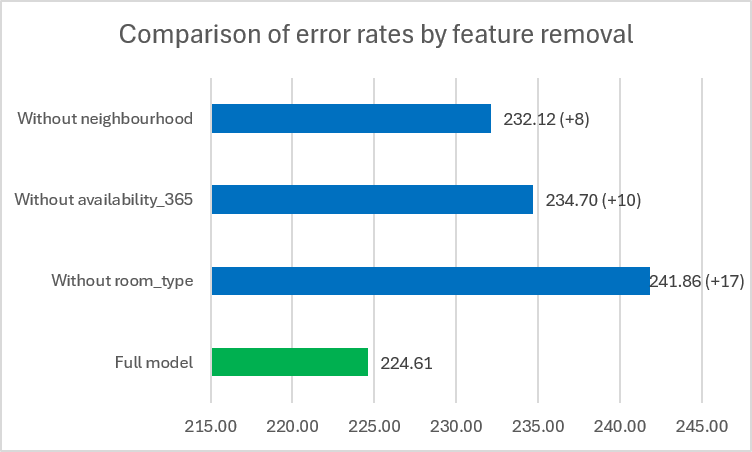 Comparison of error rates by feature removal
Without neighbourhood
232.12 (+8)
Without availability_365
234.70 (+10)
Without room_type
241.86 (+17)
Full model
224.61
215.00 220.00 225.00 230.00 235.00 240.00 245.00